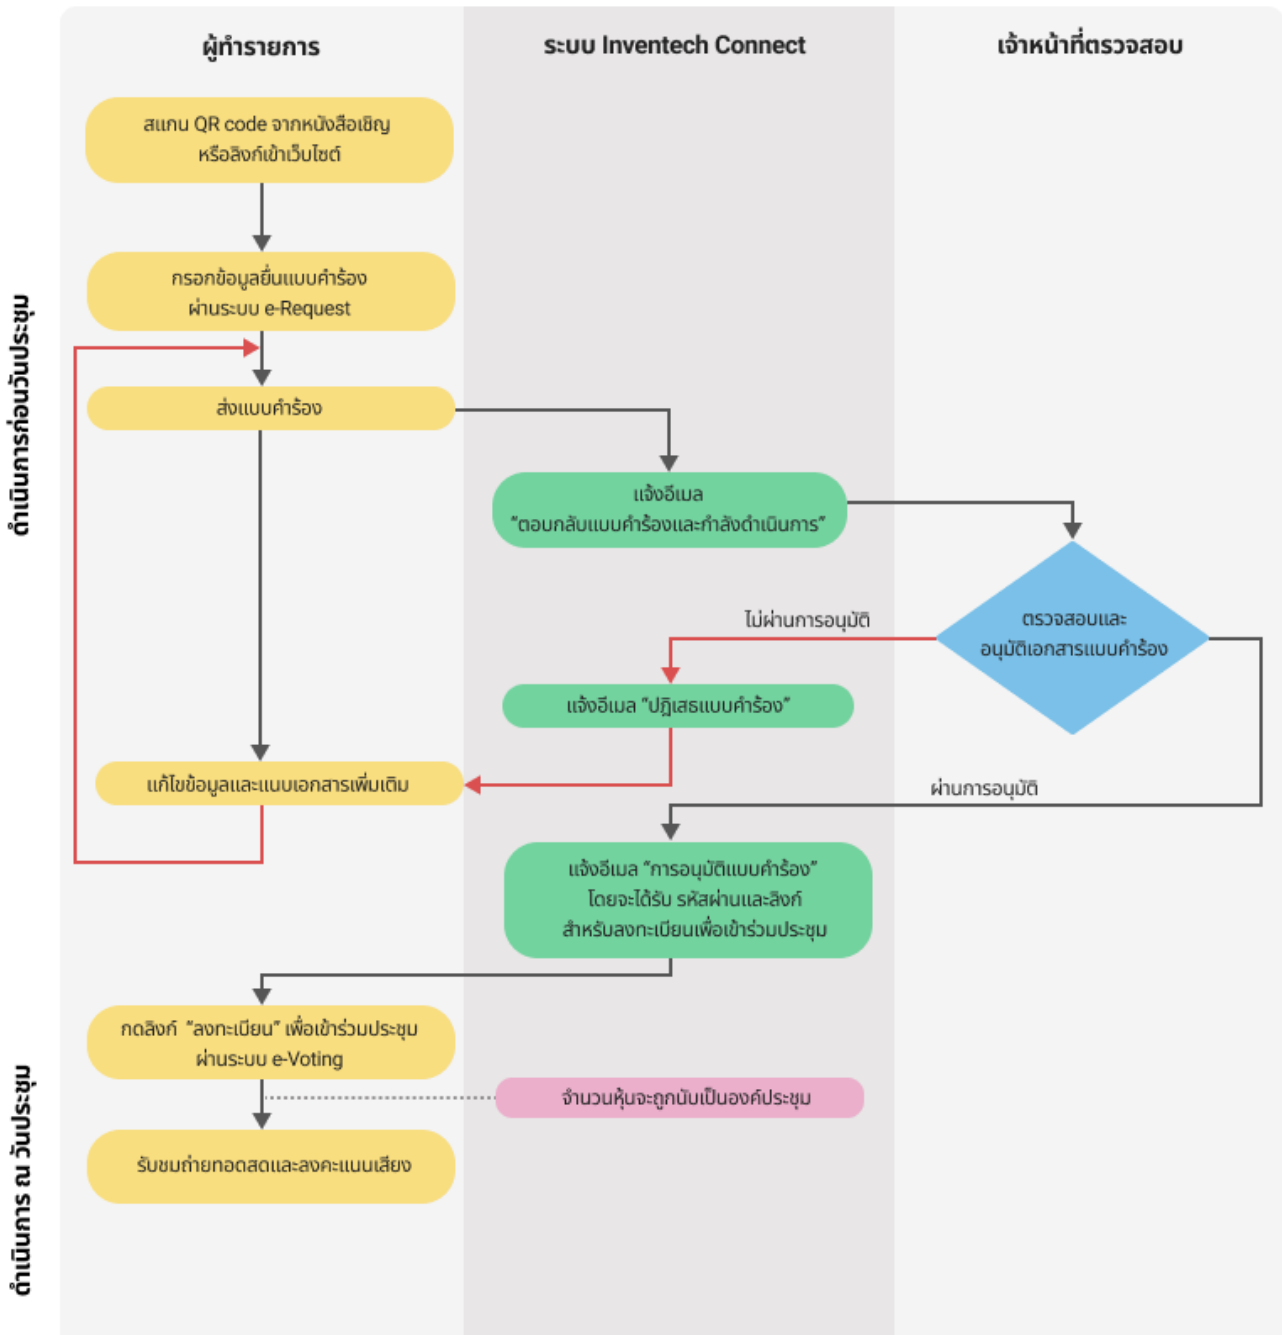 ผู้ทำรายการ
ระบบ Inventech Connect
เจ้าหน้าที่ตรวจสอบ
ดำเนินการก่อนวันประชุม
สแกน QR code จากหนังสือเชิญ
หรือลิงก์เข้าเว็บไซต์
กรอกข้อมูลยื่นแบบคำร้อง
ผ่านระบบ e-Request
ส่งแบบคำร้อง
แจ้งอีเมล
“ตอบกลับแบบคำร้องและกำลังดำเนินการ”
ตรวจสอบและ
อนุมัติเอกสารแบบคำร้อง
ไม่ผ่านการอนุมัติ
แจ้งอีเมล “ปฏิเสธแบบคำร้อง”
แก้ไขข้อมูลและแนบเอกสารเพิ่มเติม
ผ่านการอนุมัติ
แจ้งอีเมล “การอนุมัติแบบคำร้อง”
โดยจะได้รับ รหัสผ่านและลิงก์
สำหรับลงทะเบียนเพื่อเข้าร่วมประชุม
ดำเนินการ ณ วันประชุม
กดลิงก์ “ลงทะเบียน” เพื่อเข้าร่วมประชุม
ผ่านระบบ e-Voting
จำนวนหุ้นจะถูกนับเป็นองค์ประชุม
รับชมถ่ายทอดสดและลงคะแนนเสียง